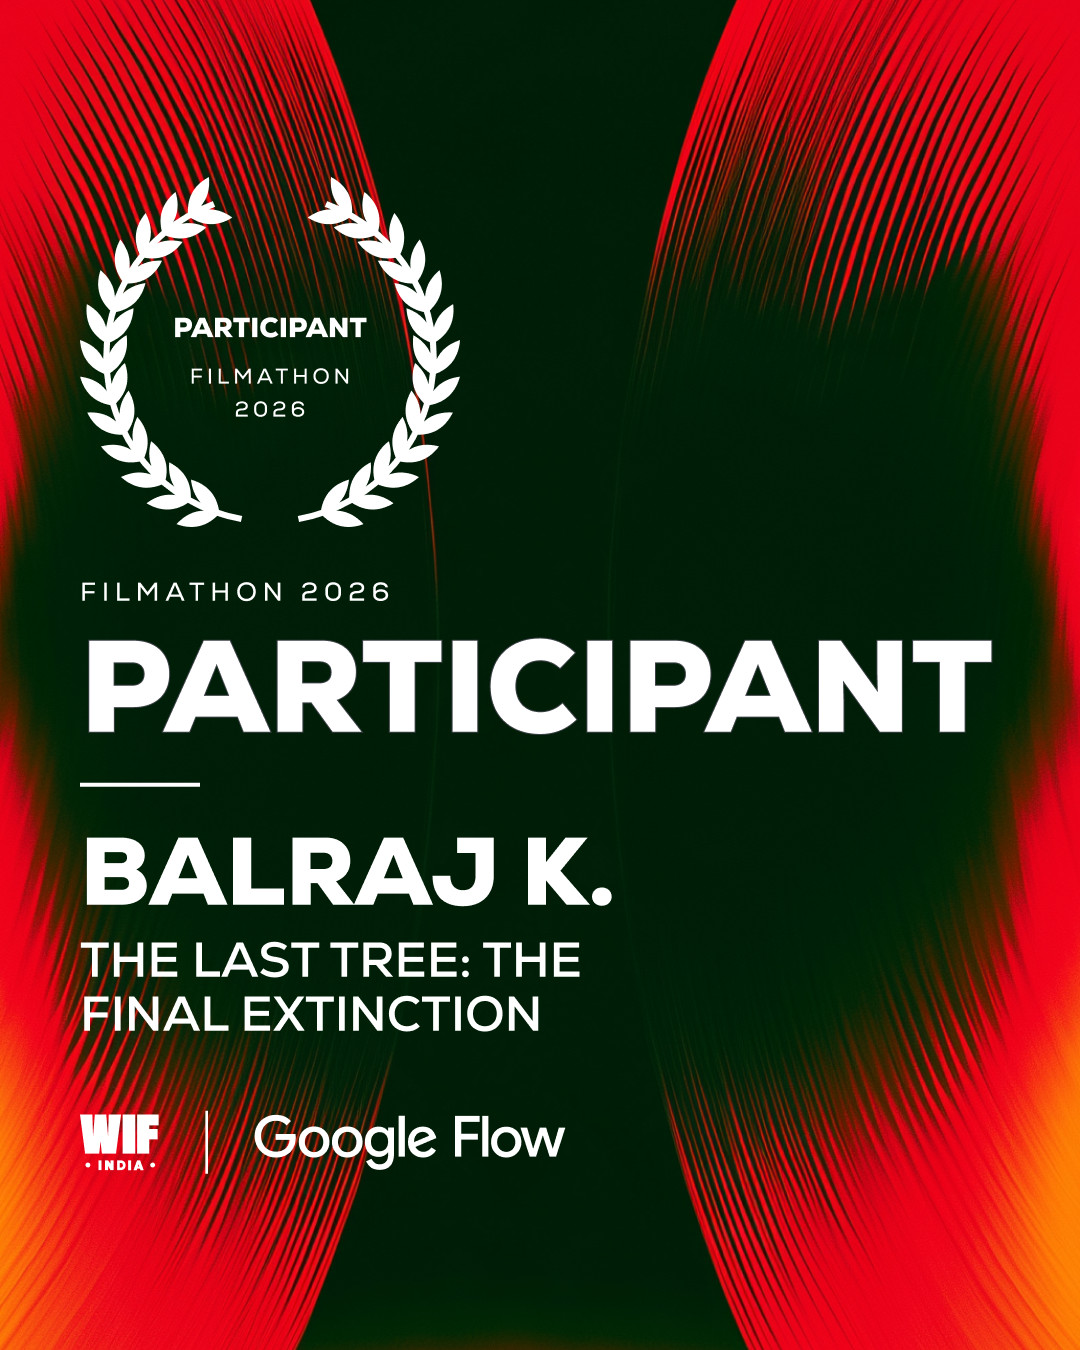 PARTICIPANT
FILMATHON
2026
FILMATHON 2026
PARTICIPANT
BALRAJ K.
THE LAST TREE: THE
FINAL EXTINCTION
WIF
• INDIA •
Google Flow